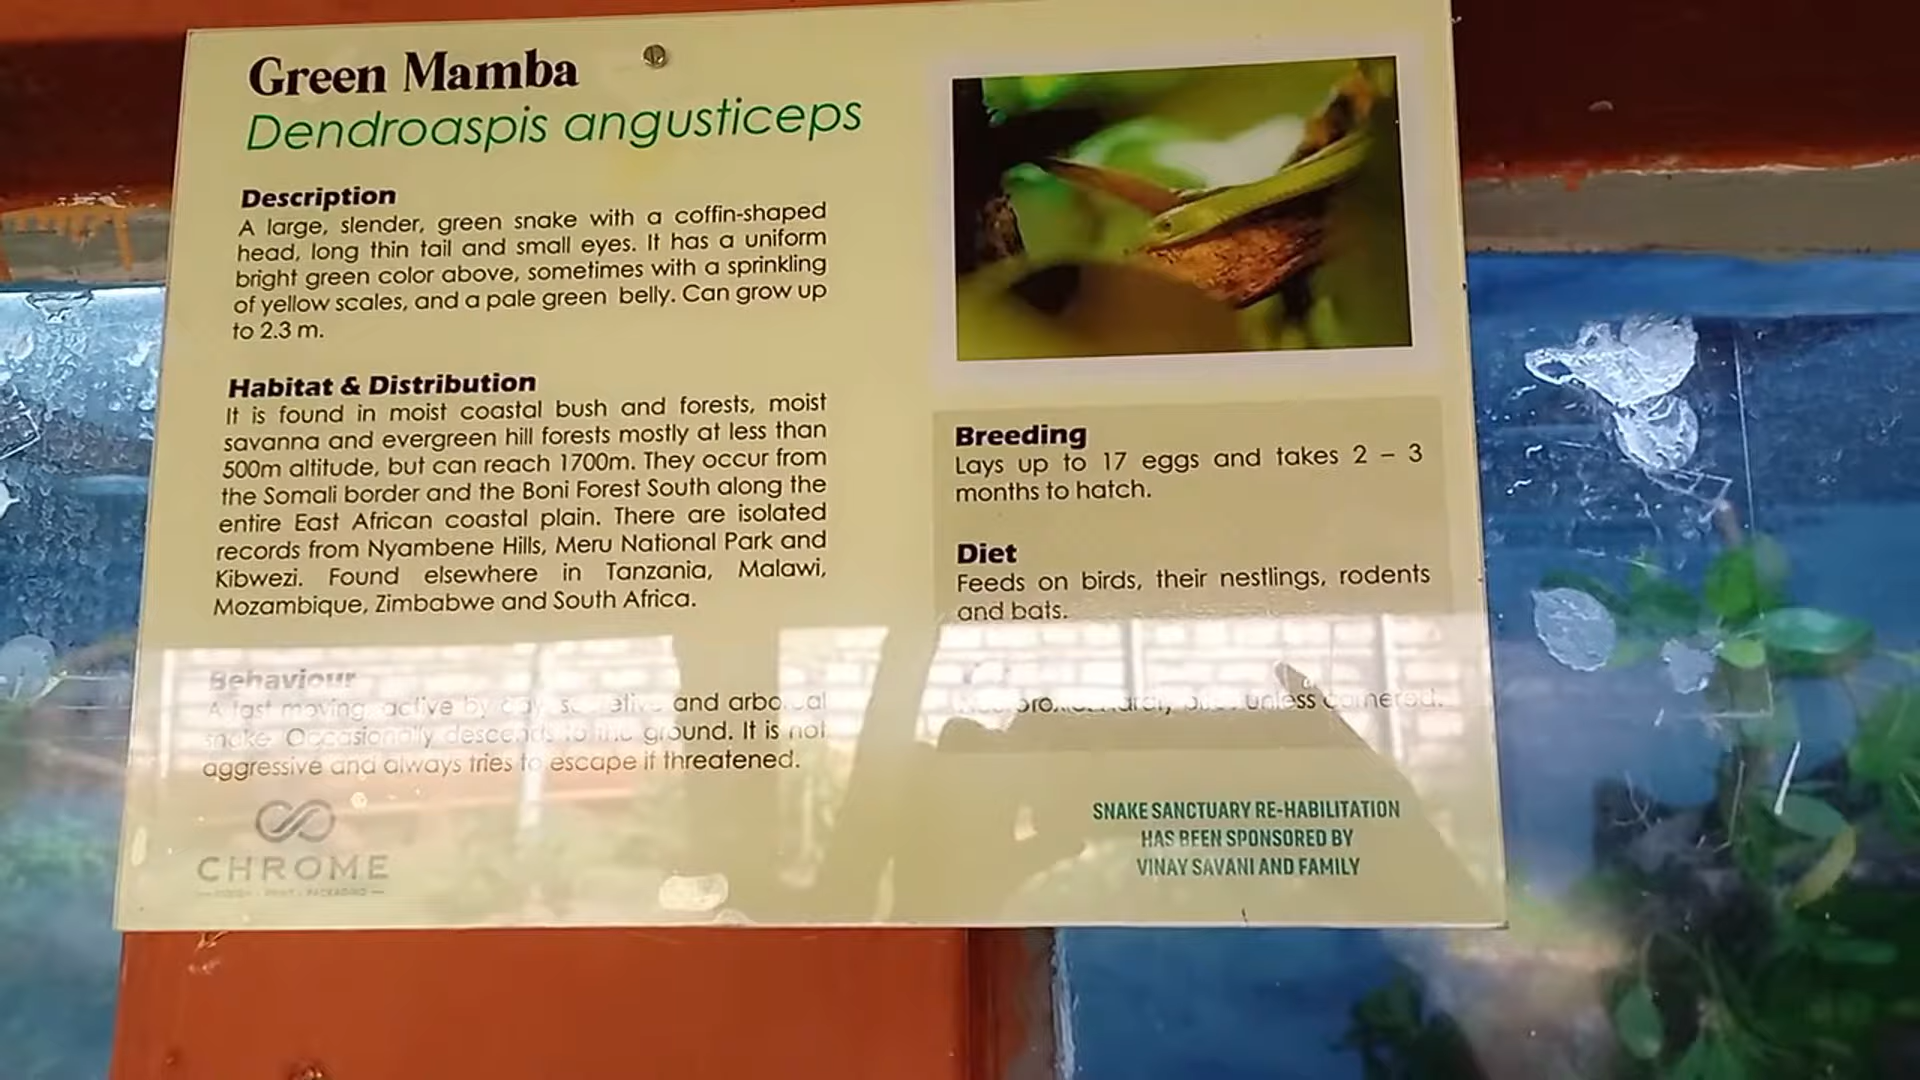 Green Mamba
Dendroaspis angusticeps
Description
A large, slender, green snake with a coffin-shaped
head, long thin tail and small eyes. It has a uniform
bright green color above, sometimes with a sprinkling
of yellow scales, and a pale green belly. Can grow up
to 2.3 m.
Habitat & Distribution
It is found in moist coastal bush and forests, moist
savanna and evergreen hill forests mostly at less than
500m altitude, but can reach 1700m. They occur from
the Somali border and the Boni Forest South along the
entire East African coastal plain. There are isolated
records from Nyambene Hills, Meru National Park and
Kibwezi. Found elsewhere in Tanzania, Malawi,
Mozambique, Zimbabwe and South Africa.
Behaviour
A fast moving, active by day, and arboreal
snake. Occasionally descends to the ground. It is not
aggressive and always tries to escape if threatened.
CHROME
Breeding
Lays up to 17 eggs and takes 2 – 3
months to hatch.
Diet
Feeds on birds, their nestlings, rodents
and bats.
unless cornered.
SNAKE SANCTUARY RE-HABILITATION
HAS BEEN SPONSORED BY
VINAY SAVANI AND FAMILY